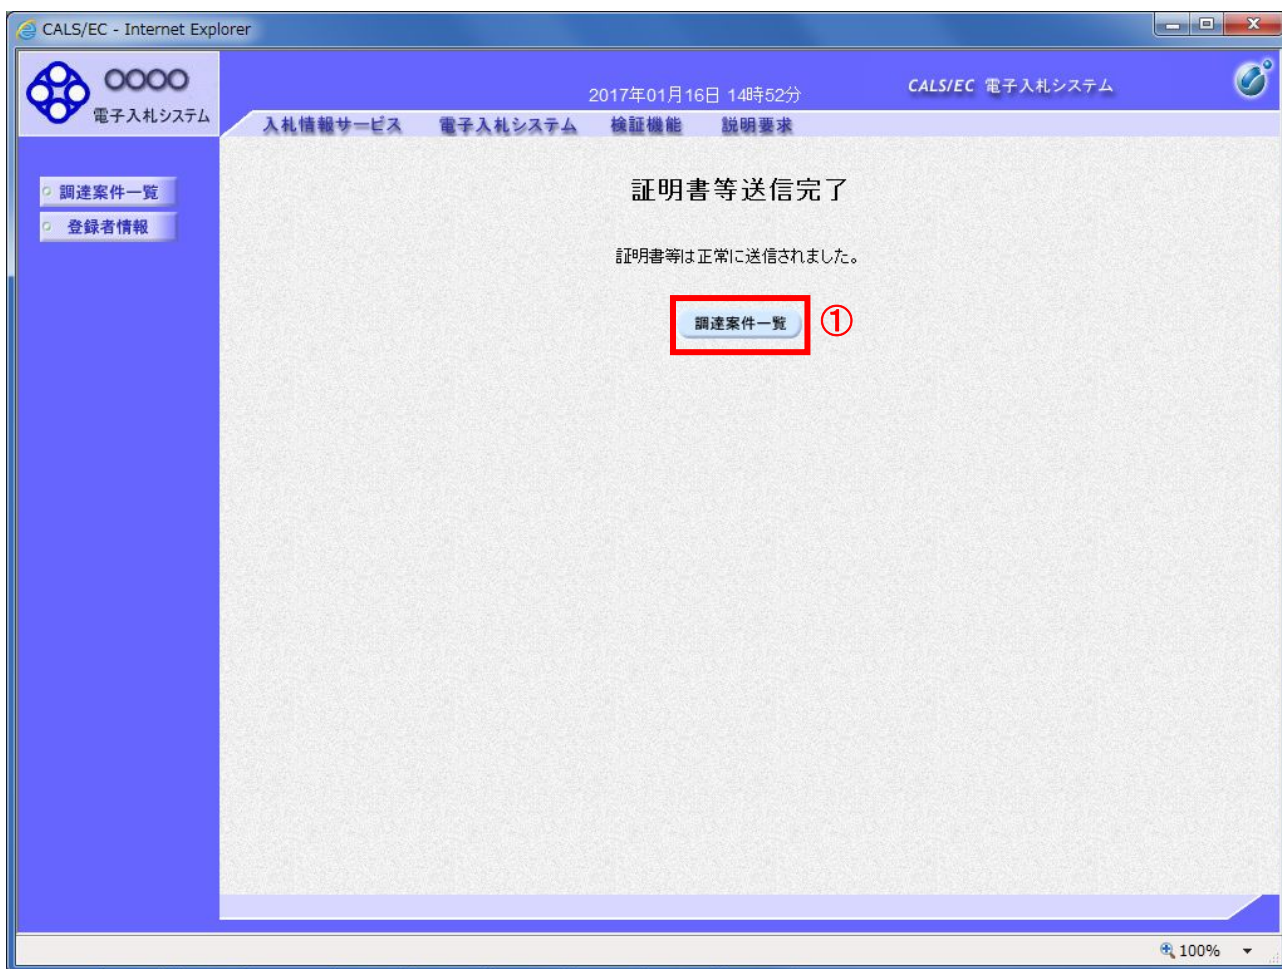 CALS/EC - Internet Explorer
○○○○
電子入札システム
2017年01月16日 14時52分
CALS/EC 電子入札システム
入札情報サービス 電子入札システム 検証機能 説明要求
調達案件一覧
登録者情報
証明書等送信完了
証明書等は正常に送信されました。
調達案件一覧 ①
100%